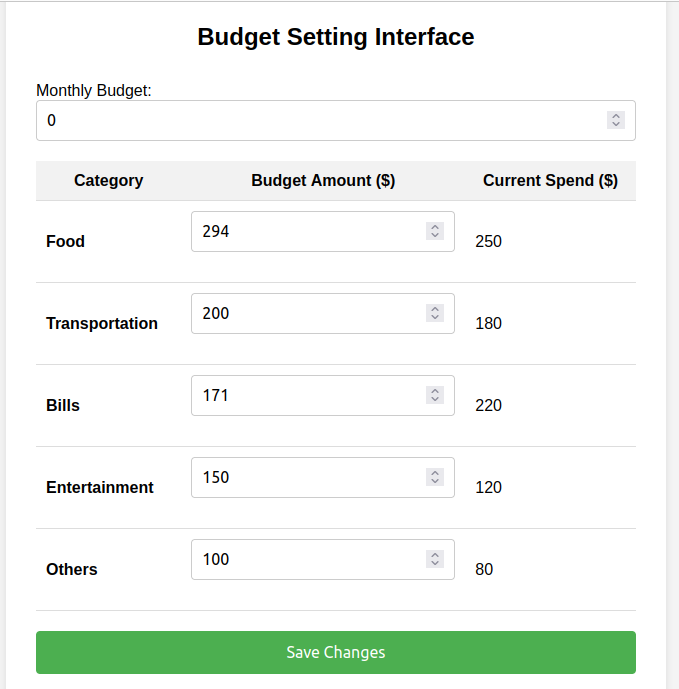 Budget Setting Interface
Monthly Budget:
0
Category Budget Amount ($) Current Spend ($)
Food 294 250
Transportation 200 180
Bills 171 220
Entertainment 150 120
Others 100 80
Save Changes